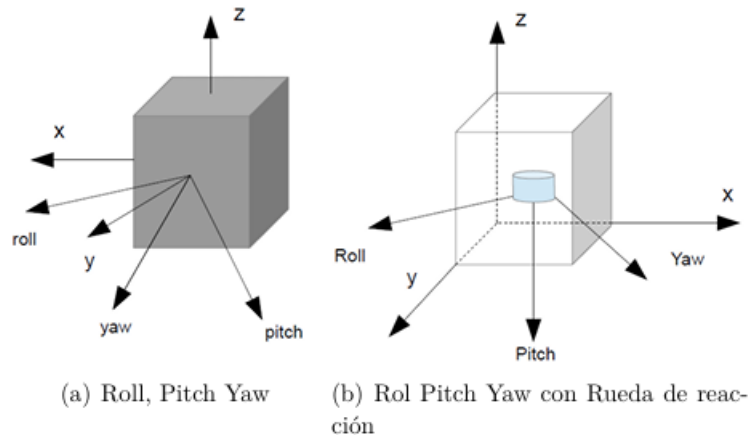 z
x
roll
y
yaw
pitch
(a) Roll, Pitch Yaw
z
x
Roll
y
Yaw
Pitch
(b) Rol Pitch Yaw con Rueda de reac-
ción